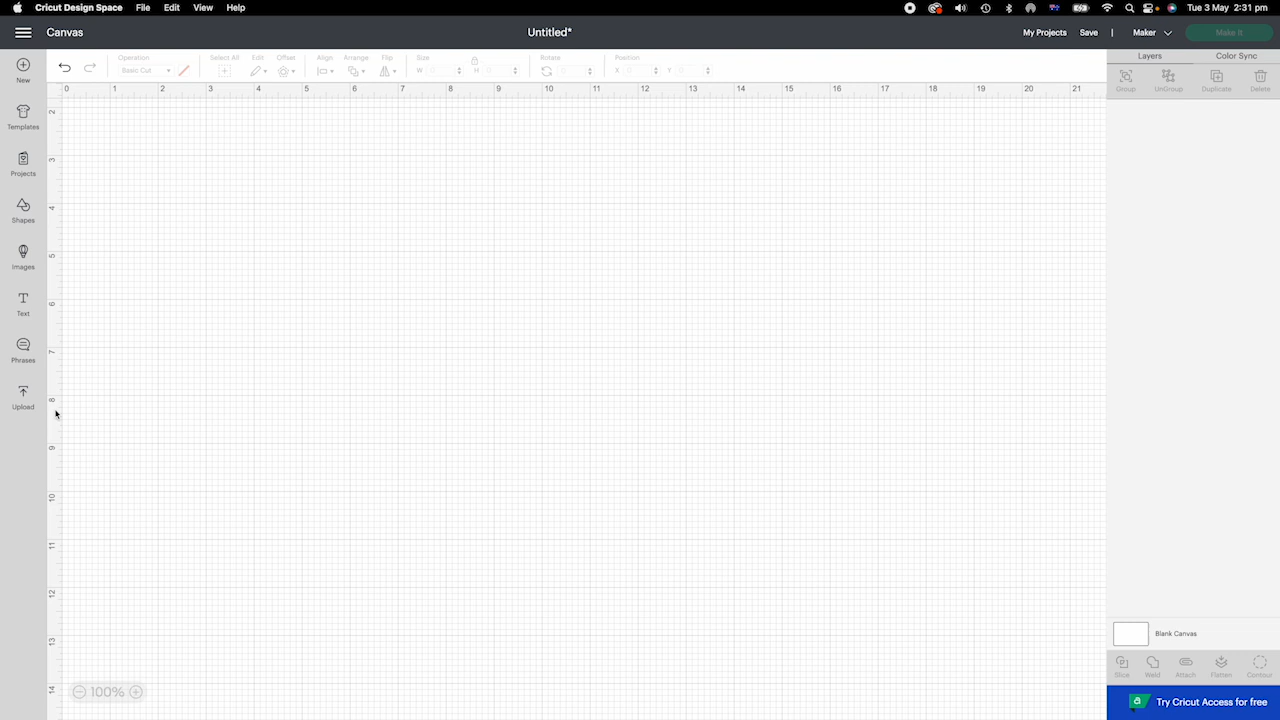 Cricut Design Space File Edit View Help Tue 3 May 2:31 pm
Canvas Untitled* My Projects Save | Maker Make It
New
Templates
Projects
Shapes
Images
Text
Phrases
Upload
Operation Select All Edit Offset Align Arrange Flip Size Rotate Position
Basic Cut W 0 H 0 0 X 0 Y 0
0 1 2 3 4 5 6 7 8 9 10 11 12 13 14 15 16 17 18 19 20 21
2
3
4
5
6
7
8
9
10
11
12
13
14
100%
Layers Color Sync
Group UnGroup Duplicate Delete
Blank Canvas
Slice Weld Attach Flatten Contour
a Try Cricut Access for free